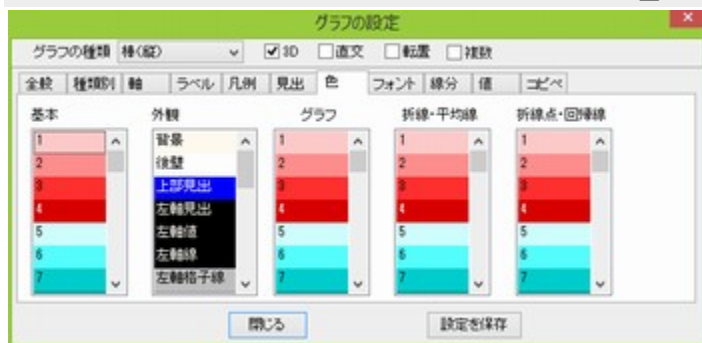 グラフの設定
×
グラフの種類 棒(縦) 3D 直交 転置 複数
全般 種類別 軸 ラベル 凡例 見出 色 フォント 線分 値 コピペ
基本 外観 グラフ 折線・平均線 折線点・回帰線
1 背景 1 1 1
2 後壁 2 2 2
3 上部見出 3 3 3
4 左軸見出 4 4 4
5 左軸値 5 5 5
6 左軸線 6 6 6
7 左軸格子線 7 7 7
閉じる 設定を保存